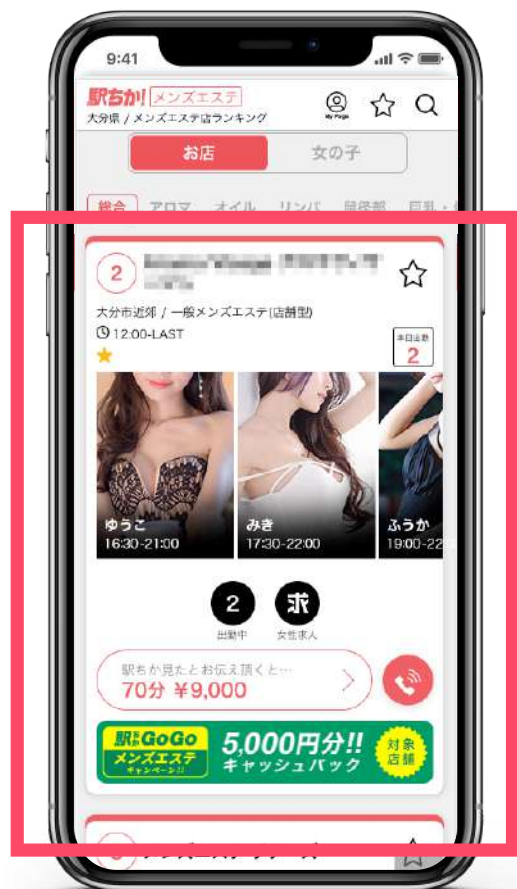 9:41
駅ちか! メンズエステ
My Page
大分県 / メンズエステ店ランキング
お店
女の子
総合 アロマ オイル リンパ 鼠径部 巨乳・
2
大分市近郊 / 一般メンズエステ(店舗型)
12:00-LAST
本日出勤
2
ゆうこ
16:30-21:00
みき
17:30-22:00
ふうか
19:00-22
2
求
出勤中
女性求人
駅ちか見たとお伝え頂くと…
70分 ¥9,000
駅ちかGoGo
メンズエステ
キャンペーン!!
5,000円分!!
キャッシュバック
対象
店舗